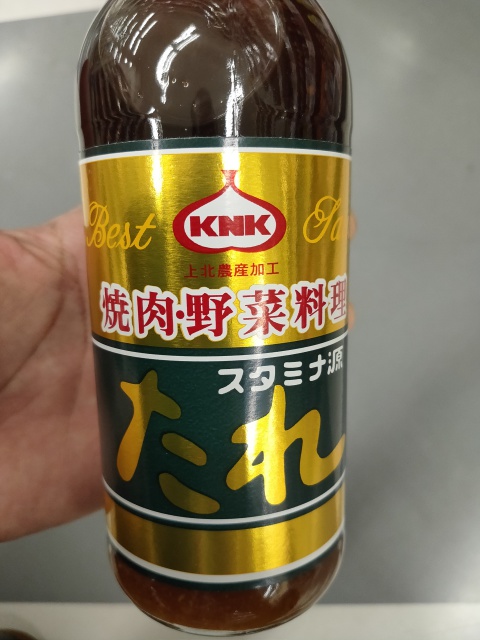 Best
KNK
上北農産加工
焼肉・野菜料理
スタミナ源
たれ